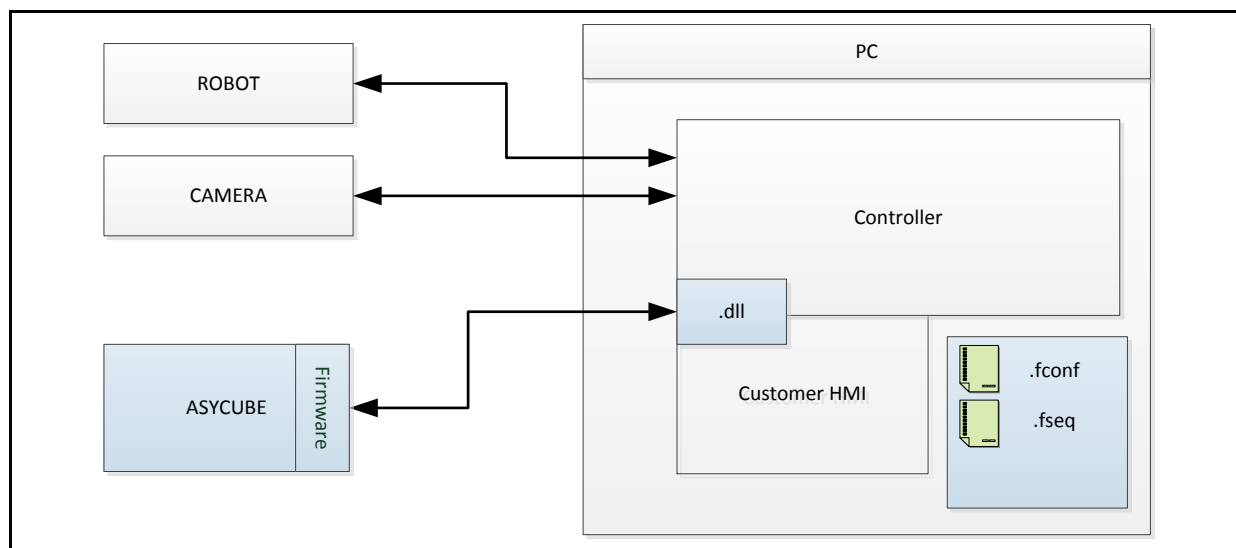 PC
ROBOT
CAMERA
Controller
.dll
ASYCUBE
Firmware
Customer HMI
.fconf
.fseq